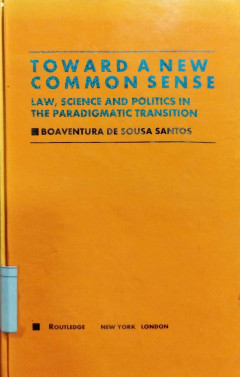 TOWARD A NEW
COMMON SENSE
LAW, SCIENCE AND POLITICS IN
THE PARADIGMATIC TRANSITION
BOAVENTURA DE SOUSA SANTOS
ROUTLEDGE NEW YORK LONDON